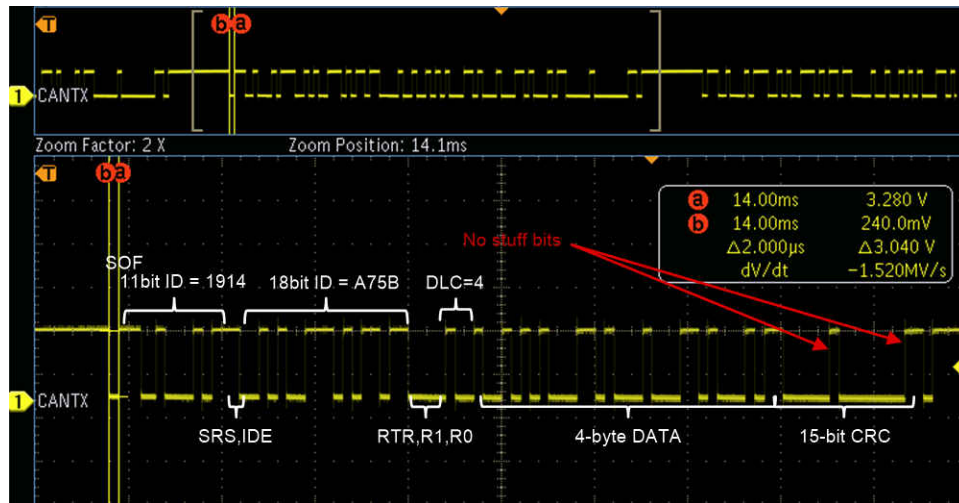 T
b a
1 CANTX
Zoom Factor: 2 X Zoom Position: 14.1ms
T
b a
a 14.00ms 3.280 V
b 14.00ms 240.0mV
Δ2.000μs Δ3.040 V
dV/dt -1.520MV/s
No stuff bits
SOF
11bit ID = 1914 18bit ID = A75B DLC=4
1 CANTX
SRS,IDE RTR,R1,R0 4-byte DATA 15-bit CRC